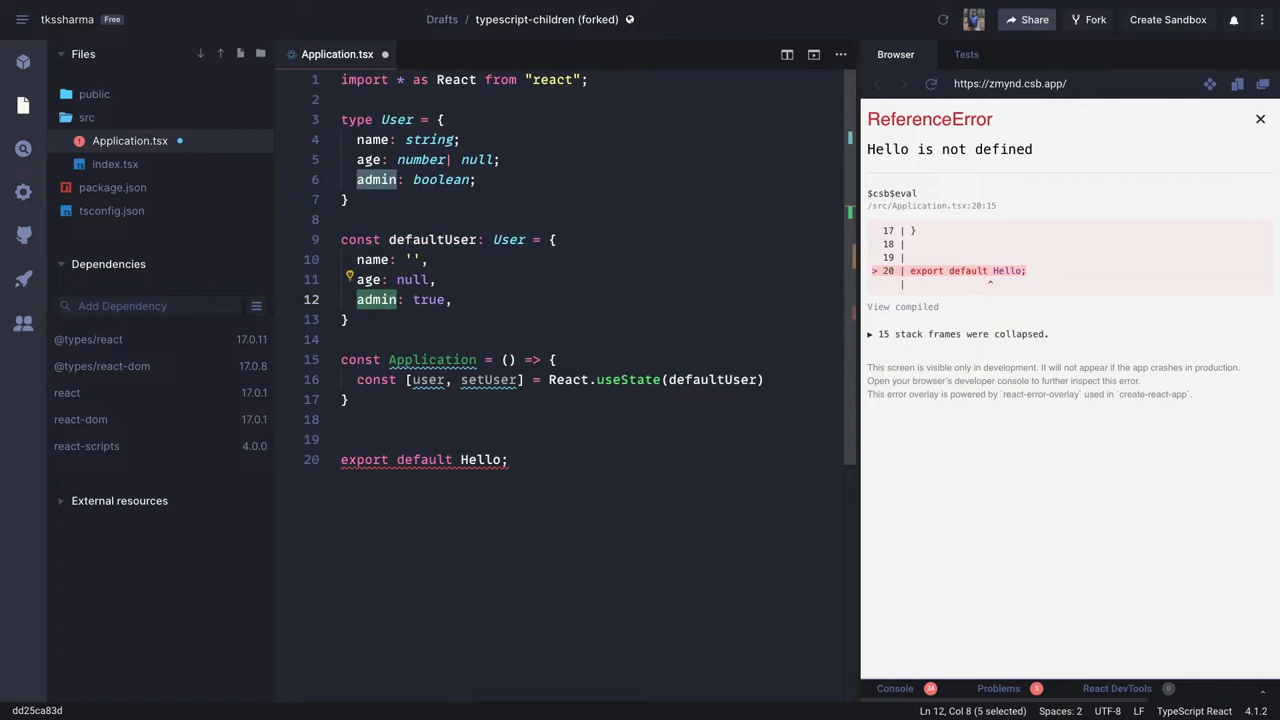 tkssharma Free Drafts / typescript-children (forked) Share Fork Create Sandbox
Files
public
src
Application.tsx
index.tsx
package.json
tsconfig.json
Dependencies
Add Dependency
@types/react 17.0.11
@types/react-dom 17.0.8
react 17.0.1
react-dom 17.0.1
react-scripts 4.0.0
External resources
dd25ca83d
Application.tsx
1 import * as React from "react";
2
3 type User = {
4 name: string;
5 age: number| null;
6 admin: boolean;
7 }
8
9 const defaultUser: User = {
10 name: '',
11 age: null,
12 admin: true,
13 }
14
15 const Application = () => {
16 const [user, setUser] = React.useState(defaultUser)
17 }
18
19
20 export default Hello;
Browser Tests
https://zmynd.csb.app/
ReferenceError
Hello is not defined
$csb$eval
/src/Application.tsx:20:15
17 | }
18 |
19 |
> 20 | export default Hello;
| ^
View compiled
▶ 15 stack frames were collapsed.
This screen is visible only in development. It will not appear if the app crashes in production.
Open your browser's developer console to further inspect this error.
This error overlay is powered by `react-error-overlay` used in `create-react-app`.
Console 34 Problems 5 React DevTools 0
Ln 12, Col 8 (5 selected) Spaces: 2 UTF-8 LF TypeScript React 4.1.2